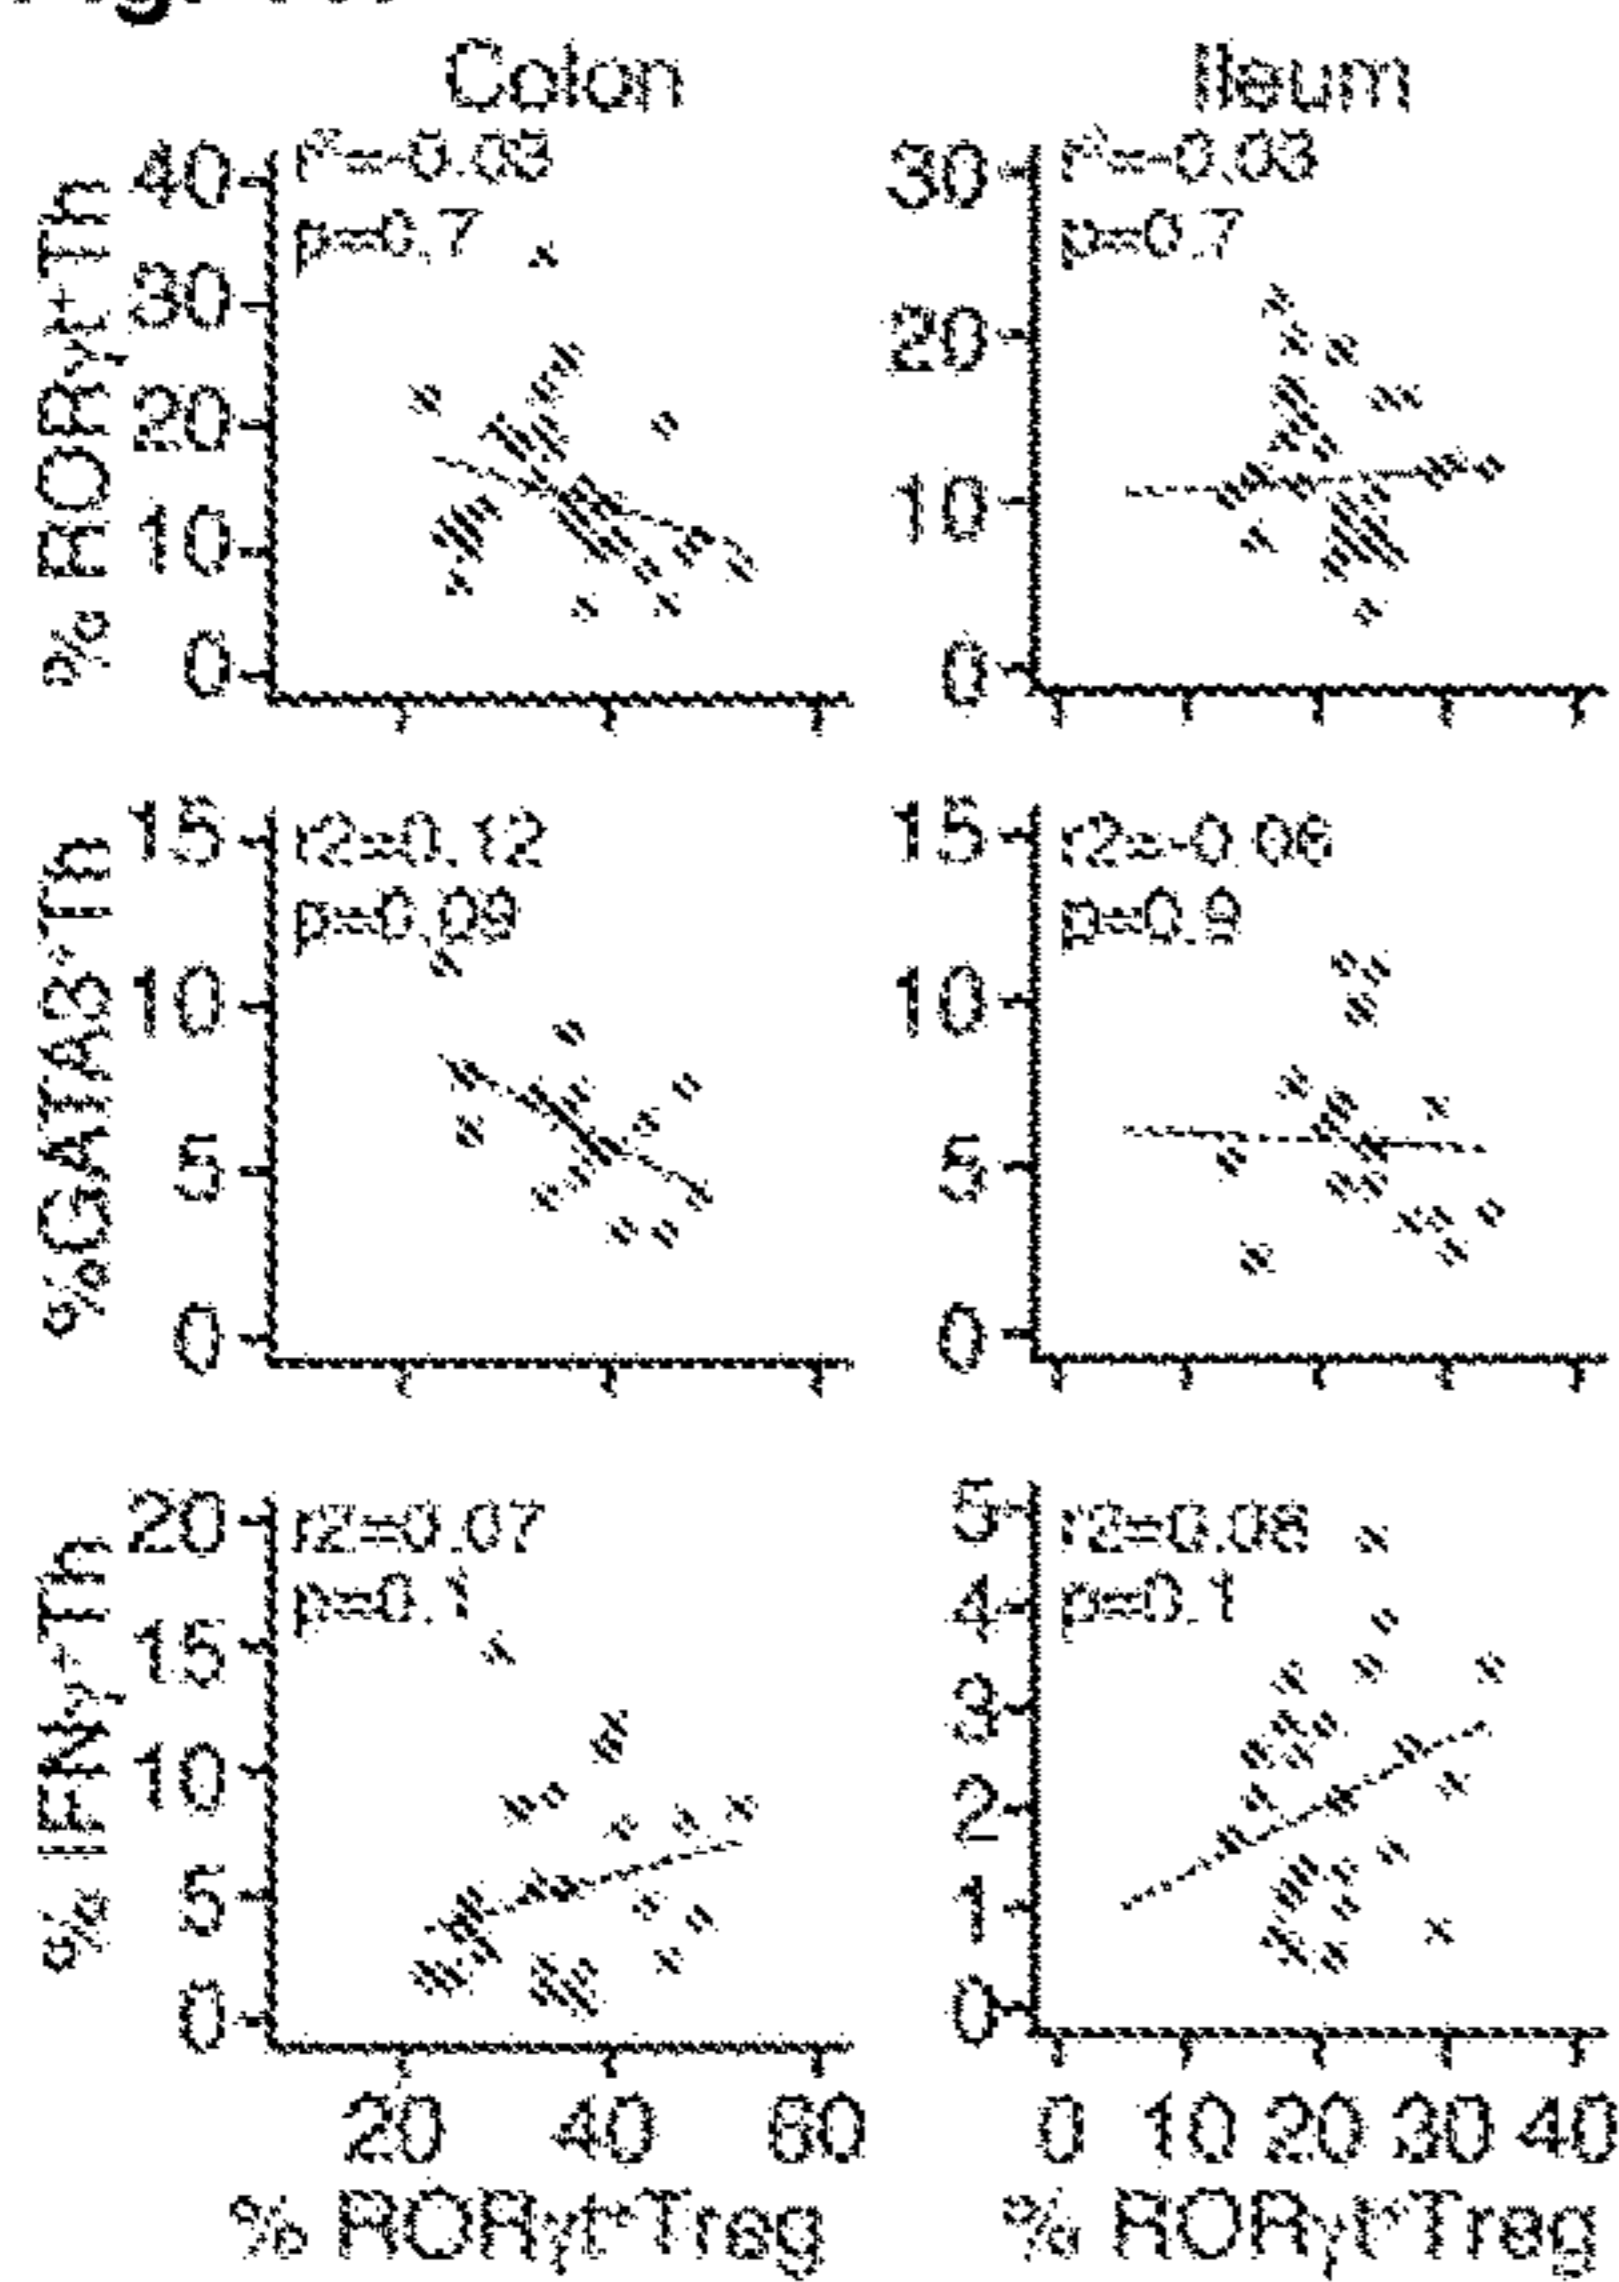 Colon
Ileum
r²=-0.03
p=0.7
r²=-0.03
p=0.7
% RORγt⁺Th
40
30
20
10
0
30
20
10
0
r2=0.12
p=0.09
r2=-0.06
p=0.9
%GATA3⁺Th
15
10
5
0
15
10
5
0
r2=0.07
p=0.1
r2=0.08
p=0.1
% IFNγ⁺Th
20
15
10
5
0
5
4
3
2
1
0
20 40 60
0 10 20 30 40
% RORγt⁺Treg
% RORγt⁺Treg